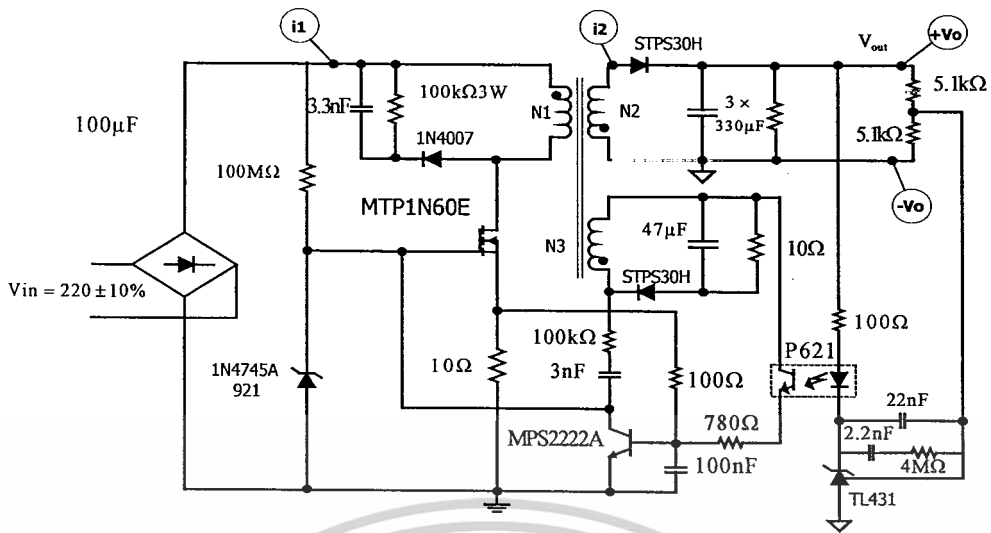 i1
i2
STPS30H
V out
+Vo
5.1kΩ
3.3nF
100kΩ3W
N1
N2
3 ×
330μF
100μF
1N4007
5.1kΩ
100MΩ
-Vo
MTP1N60E
N3
47μF
10Ω
STPS30H
Vin = 220 ±10%
100kΩ
100Ω
P621
1N4745A
921
10Ω
3nF
100Ω
22nF
780Ω
2.2nF
MPS2222A
100nF
4MΩ
TL431